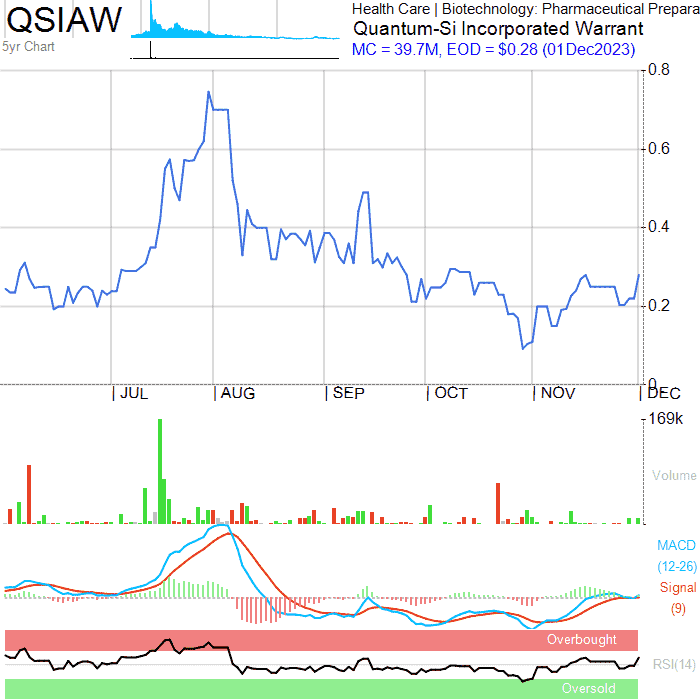 QSIAW
5yr Chart
Health Care | Biotechnology: Pharmaceutical Prepara
Quantum-Si Incorporated Warrant
MC = 39.7M, EOD = $0.28 (01Dec2023)
0.8
0.6
0.4
0.2
0
JUL AUG SEP OCT NOV DEC
169k
Volume
MACD
(12-26)
Signal
(9)
Overbought
RSI(14)
Oversold